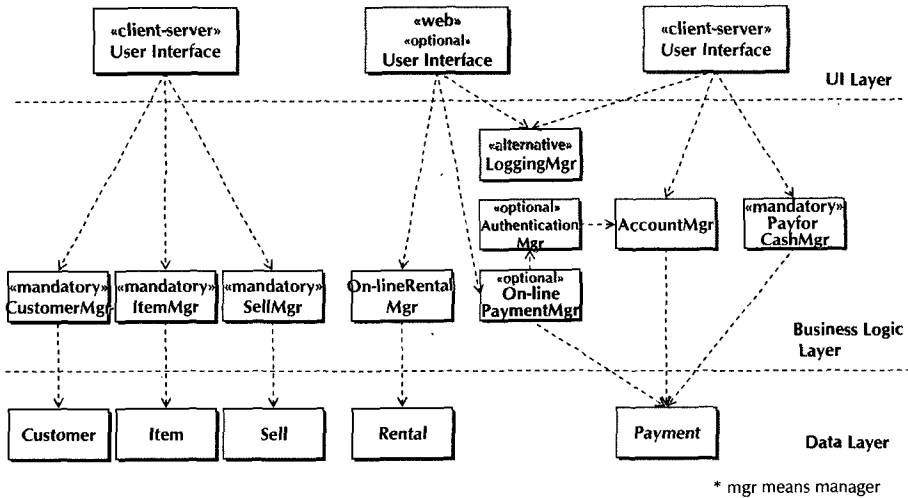 «client-server»
User Interface
«web»
«optional»
User Interface
«client-server»
User Interface
UI Layer
«alternative»
LoggingMgr
«optional»
Authentication
Mgr
AccountMgr
«mandatory»
Payfor
CashMgr
«mandatory»
CustomerMgr
«mandatory»
ItemMgr
«mandatory»
SellMgr
On-lineRental
Mgr
«optional»
On-line
PaymentMgr
Business Logic
Layer
Customer
Item
Sell
Rental
Payment
Data Layer
* mgr means manager